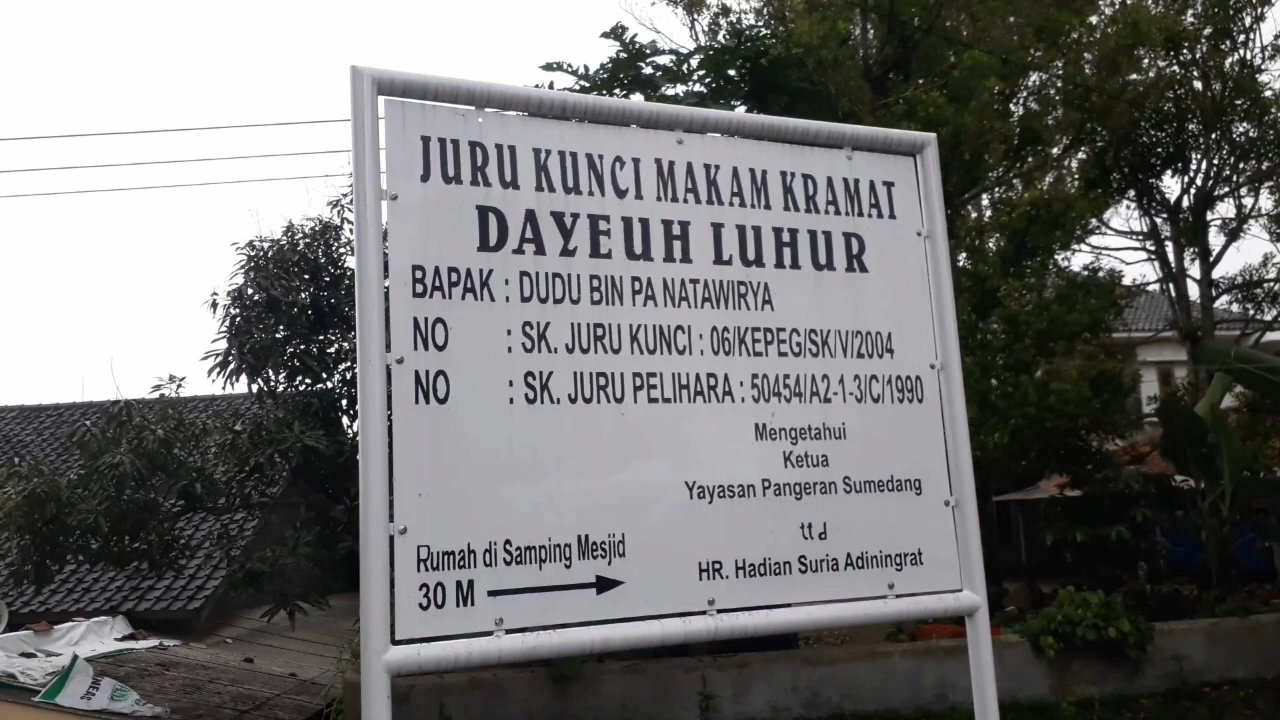 JURU KUNCI MAKAM KRAMAT
DAYEUH LUHUR
BAPAK : DUDU BIN PA NATAWIRYA
NO : SK. JURU KUNCI : 06/KEPEG/SK/V/2004
NO : SK. JURU PELIHARA : 50454/A2-1-3/C/1990
Mengetahui
Ketua
Yayasan Pangeran Sumedang
ttd
HR. Hadian Suria Adiningrat
Rumah di Samping Mesjid
30 M